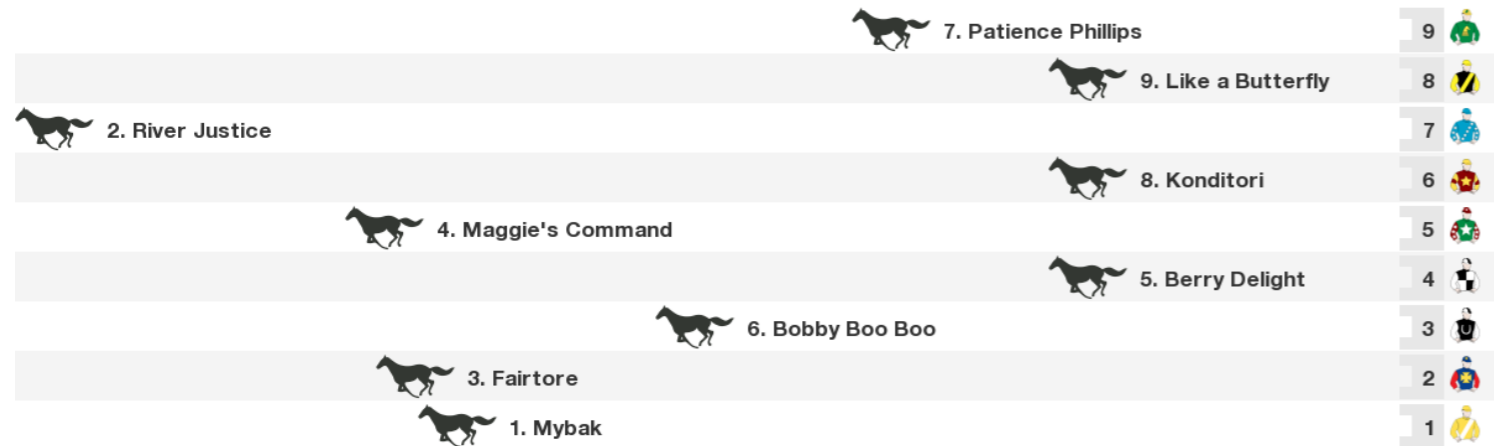 7. Patience Phillips 9
9. Like a Butterfly 8
2. River Justice 7
8. Konditori 6
4. Maggie's Command 5
5. Berry Delight 4
6. Bobby Boo Boo 3
3. Fairtore 2
1. Mybak 1